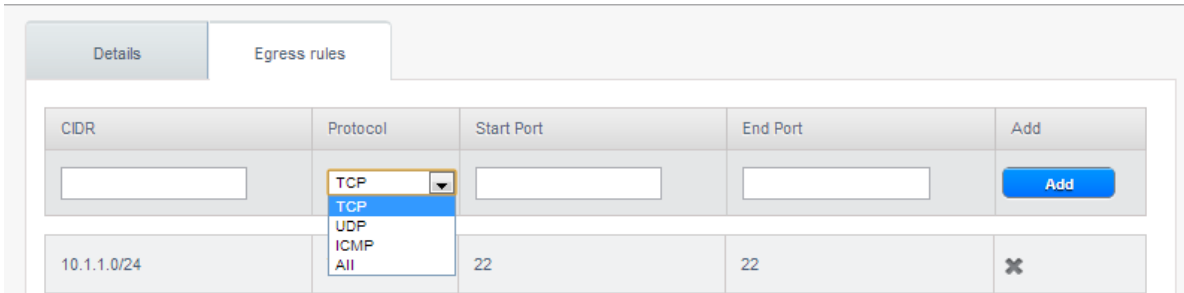 Details Egress rules
CIDR Protocol Start Port End Port Add
TCP Add
TCP
UDP
ICMP
All
10.1.1.0/24 22 22